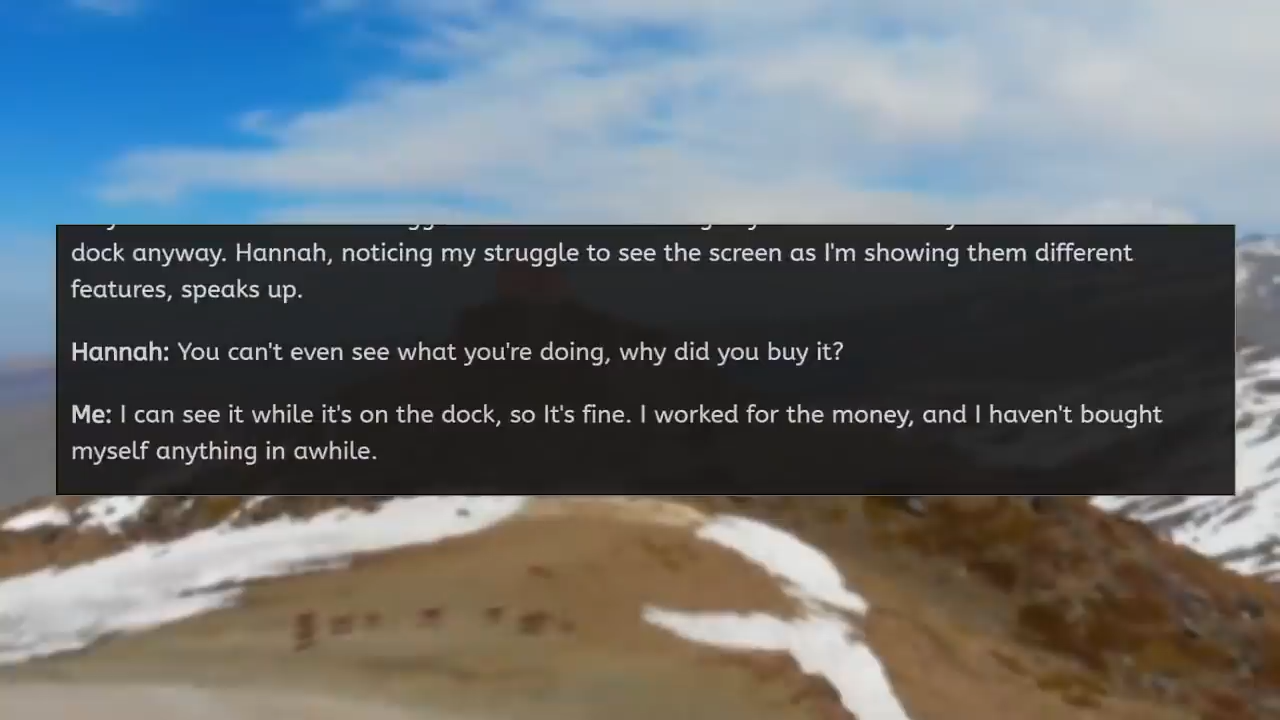 dock anyway. Hannah, noticing my struggle to see the screen as I'm showing them different
features, speaks up.
Hannah: You can't even see what you're doing, why did you buy it?
Me: I can see it while it's on the dock, so It's fine. I worked for the money, and I haven't bought
myself anything in awhile.